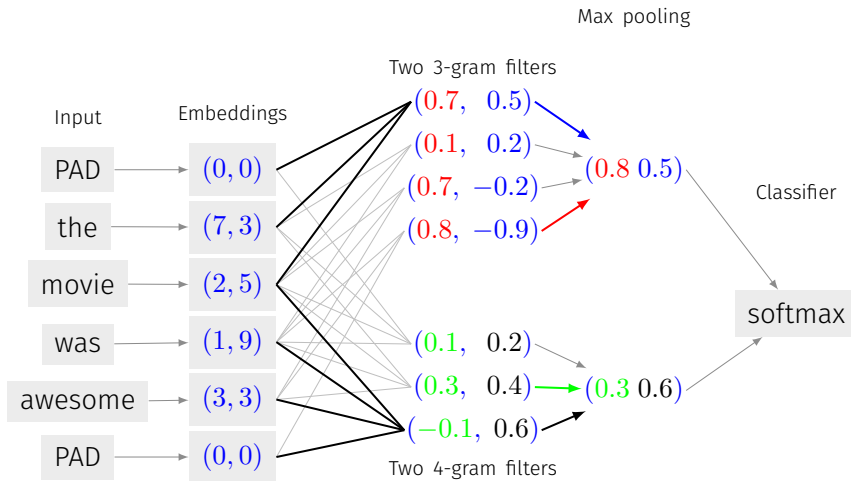 Max pooling
Two 3-gram filters
Input
Embeddings
Classifier
PAD
the
movie
was
awesome
PAD
(0, 0)
(7, 3)
(2, 5)
(1, 9)
(3, 3)
(0, 0)
(0.7, 0.5)
(0.1, 0.2)
(0.7, −0.2)
(0.8, −0.9)
(0.1, 0.2)
(0.3, 0.4)
(−0.1, 0.6)
Two 4-gram filters
(0.8 0.5)
(0.3 0.6)
softmax